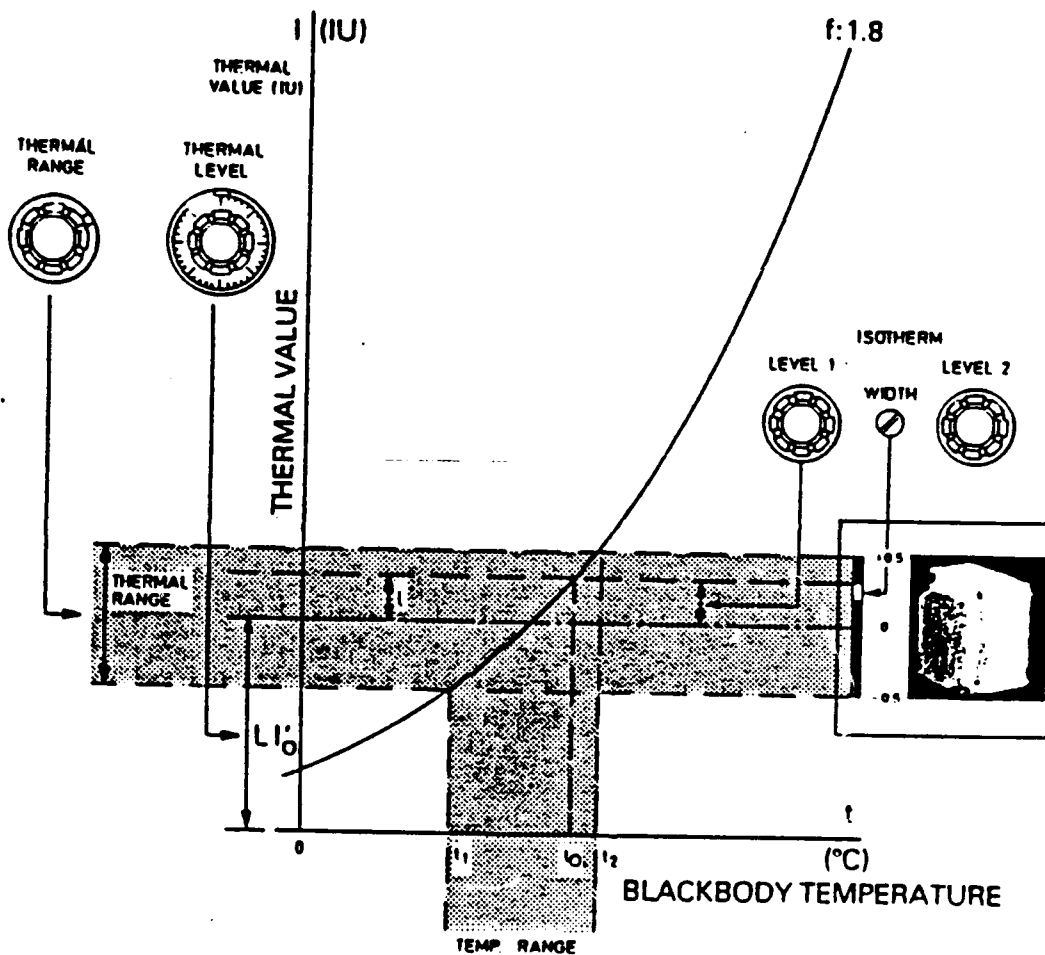 I (IU)
f:1.8
THERMAL
VALUE (IU)
THERMAL
RANGE
THERMAL
LEVEL
THERMAL VALUE
ISOTHERM
LEVEL 1
LEVEL 2
WIDTH
THERMAL
RANGE
i
+0.5
0
-0.5
L I'o
t
0
t1
to
t2
(°C)
BLACKBODY TEMPERATURE
TEMP. RANGE